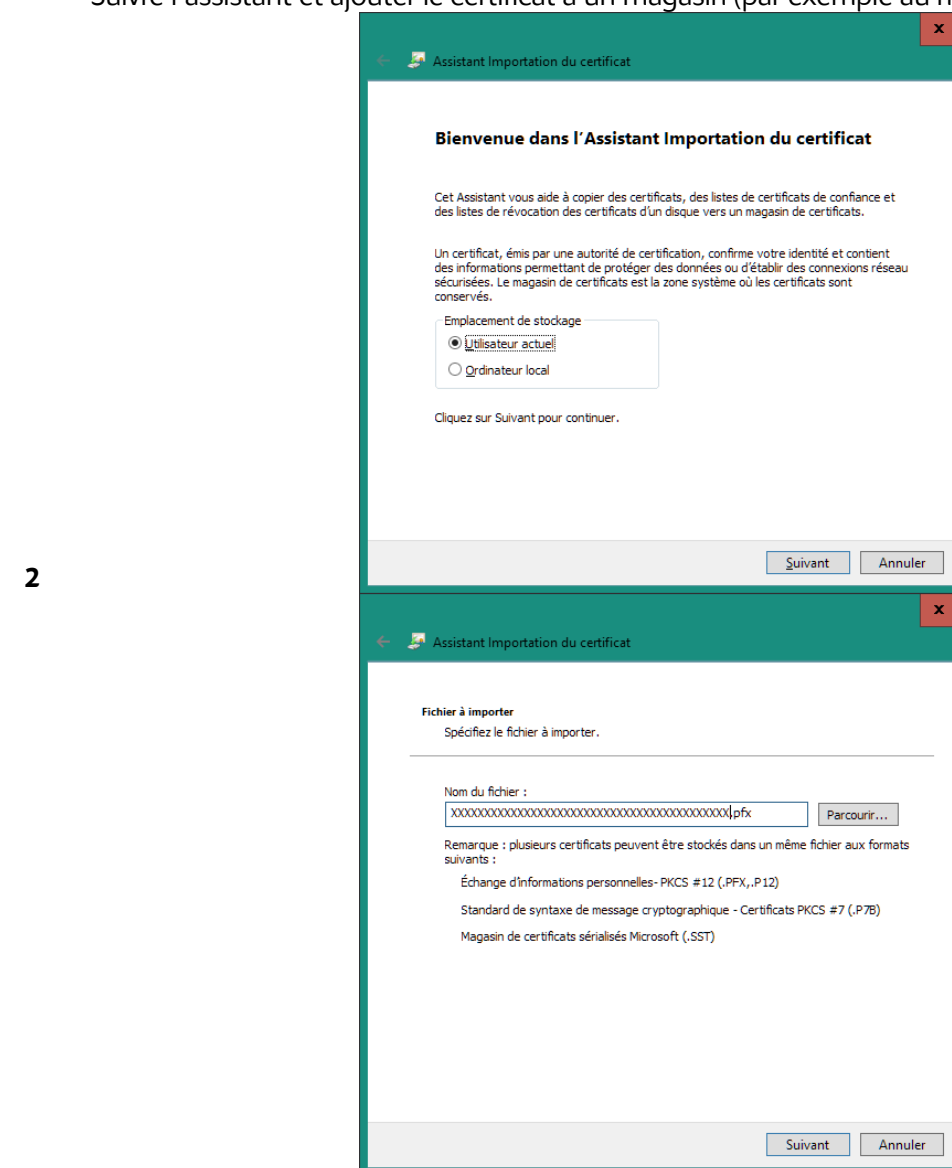 Suivre l'assistant et ajouter le certificat à un magasin (par exemple au
x
Assistant Importation du certificat
Bienvenue dans l'Assistant Importation du certificat
Cet Assistant vous aide à copier des certificats, des listes de certificats de confiance et
des listes de révocation des certificats d'un disque vers un magasin de certificats.
Un certificat, émis par une autorité de certification, confirme votre identité et contient
des informations permettant de protéger des données ou d'établir des connexions réseau
sécurisées. Le magasin de certificats est la zone système où les certificats sont
conservés.
Emplacement de stockage
Utilisateur actuel
Ordinateur local
Cliquez sur Suivant pour continuer.
Suivant Annuler
2
x
Assistant Importation du certificat
Fichier à importer
Spécifiez le fichier à importer.
Nom du fichier :
XXXXXXXXXXXXXXXXXXXXXXXXXXXXXXXXXXXXXXXXXX.pfx Parcourir...
Remarque : plusieurs certificats peuvent être stockés dans un même fichier aux formats
suivants :
Échange d'informations personnelles- PKCS #12 (.PFX,.P12)
Standard de syntaxe de message cryptographique - Certificats PKCS #7 (.P7B)
Magasin de certificats sérialisés Microsoft (.SST)
Suivant Annuler